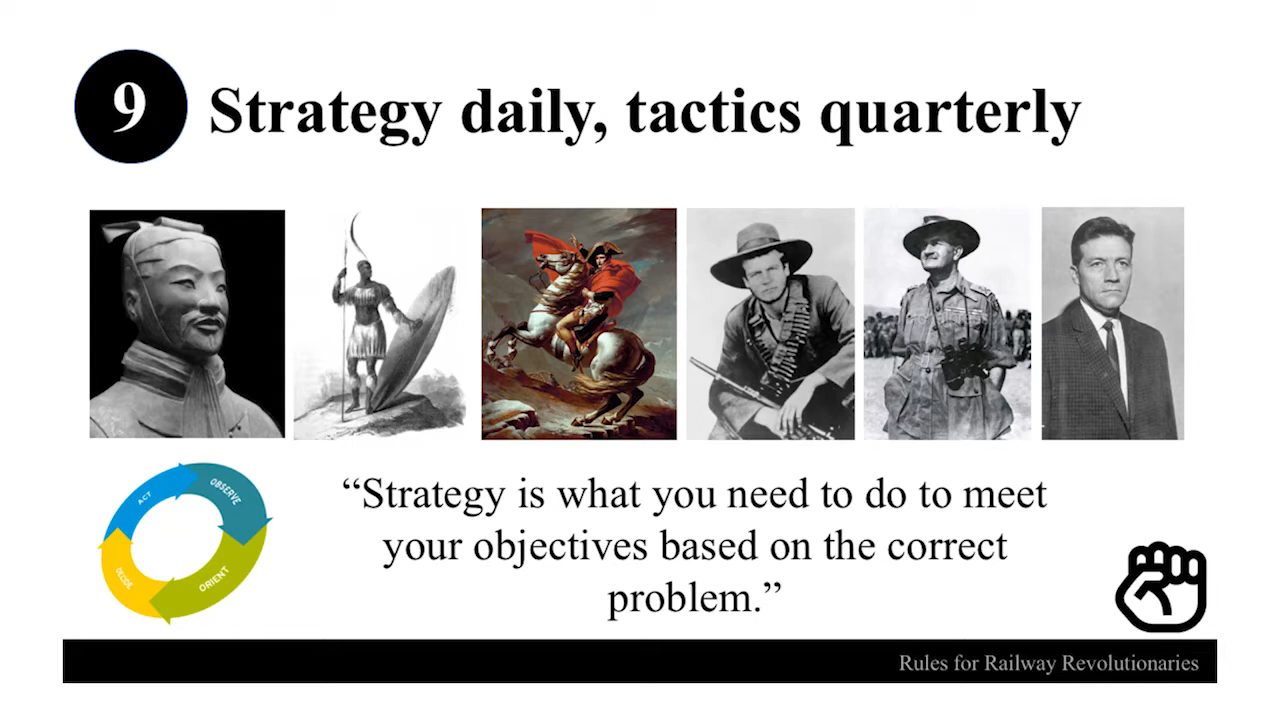 9
Strategy daily, tactics quarterly
ACT
OBSERVE
DECIDE
ORIENT
“Strategy is what you need to do to meet
your objectives based on the correct
problem.”
Rules for Railway Revolutionaries